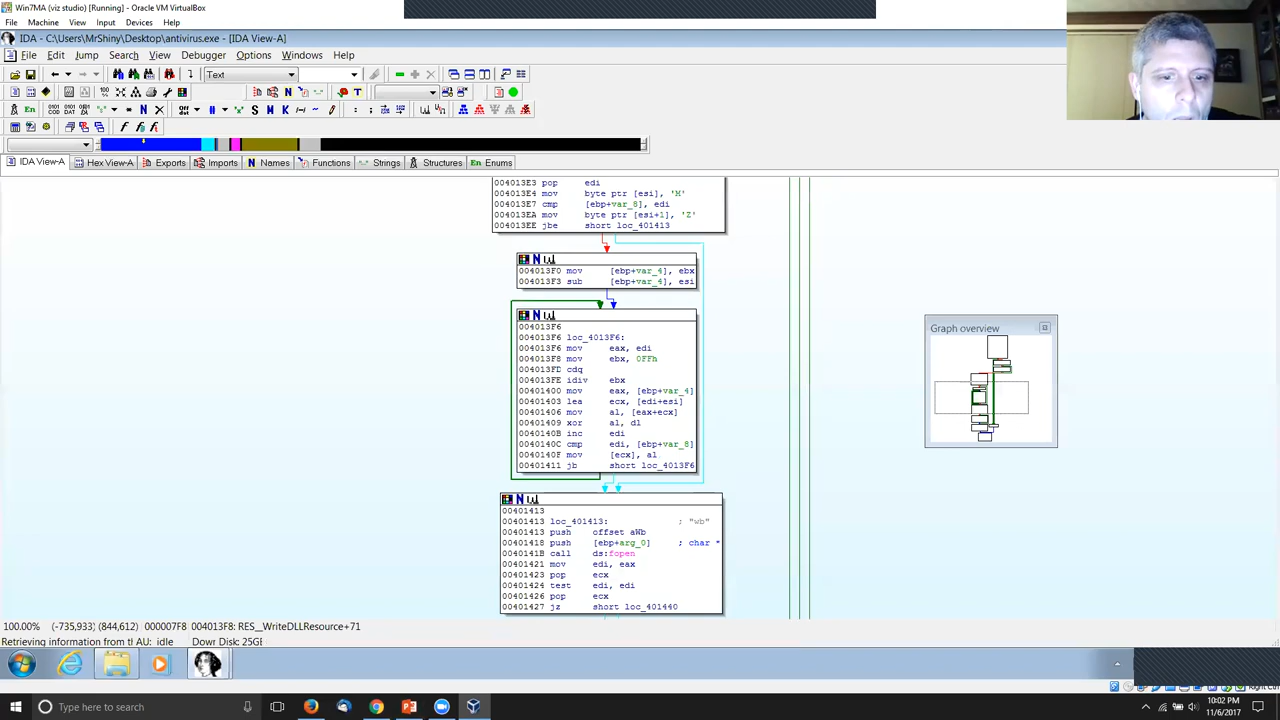 Win7MA (viz studio) [Running] - Oracle VM VirtualBox
File Machine View Input Devices Help
IDA - C:\Users\MrShiny\Desktop\antivirus.exe - [IDA View-A]
File Edit Jump Search View Debugger Options Windows Help
Text
IDA View-A Hex View-A Exports Imports Names Functions Strings Structures Enums
004013E3 pop edi
004013E4 mov byte ptr [esi], 'M'
004013E7 cmp [ebp+var_8], edi
004013EA mov byte ptr [esi+1], 'Z'
004013EE jbe short loc_401413
004013F0 mov [ebp+var_4], ebx
004013F3 sub [ebp+var_4], esi
004013F6
004013F6 loc_4013F6:
004013F6 mov eax, edi
004013F8 mov ebx, 0FFh
004013FD cdq
004013FE idiv ebx
00401400 mov eax, [ebp+var_4]
00401403 lea ecx, [edi+esi]
00401406 mov al, [eax+ecx]
00401409 xor al, dl
0040140B inc edi
0040140C cmp edi, [ebp+var_8]
0040140F mov [ecx], al
00401411 jb short loc_4013F6
00401413
00401413 loc_401413: ; "wb"
00401413 push offset aWb
00401418 push [ebp+arg_0] ; char *
0040141B call ds:fopen
00401421 mov edi, eax
00401423 pop ecx
00401424 test edi, edi
00401426 pop ecx
00401427 jz short loc_401440
Graph overview
100.00% (-735,933) (844,612) 000007F8 004013F8: RES__WriteDLLResource+71
Retrieving information from th AU: idle Down Disk: 25GB
Type here to search
10:02 PM
11/6/2017